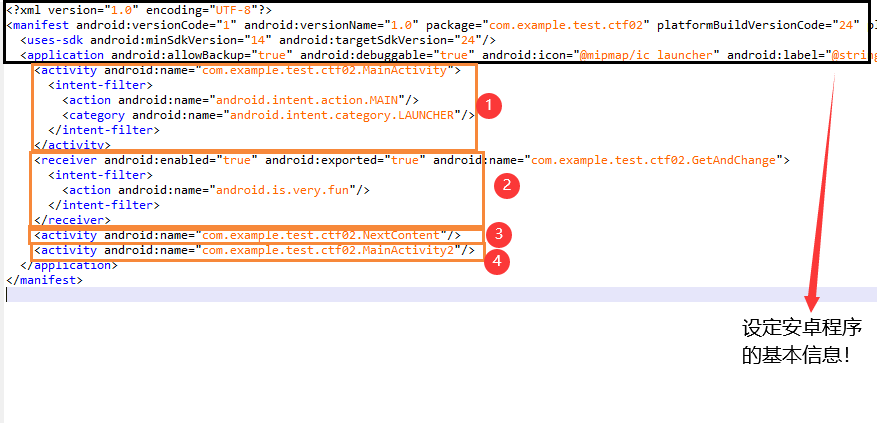 <?xml version="1.0" encoding="UTF-8"?>
<manifest android:versionCode="1" android:versionName="1.0" package="com.example.test.ctf02" platformBuildVersionCode="24"
<uses-sdk android:minSdkVersion="14" android:targetSdkVersion="24"/>
<application android:allowBackup="true" android:debuggable="true" android:icon="@mipmap/ic_launcher" android:label="@string
<activity android:name="com.example.test.ctf02.MainActivity">
<intent-filter>
<action android:name="android.intent.action.MAIN"/>
<category android:name="android.intent.category.LAUNCHER"/>
</intent-filter>
</activity>
1
<receiver android:enabled="true" android:exported="true" android:name="com.example.test.ctf02.GetAndChange">
<intent-filter>
<action android:name="android.is.very.fun"/>
</intent-filter>
</receiver>
2
<activity android:name="com.example.test.ctf02.NextContent"/>
3
<activity android:name="com.example.test.ctf02.MainActivity2"/>
4
</application>
</manifest>
设定安卓程序
的基本信息!